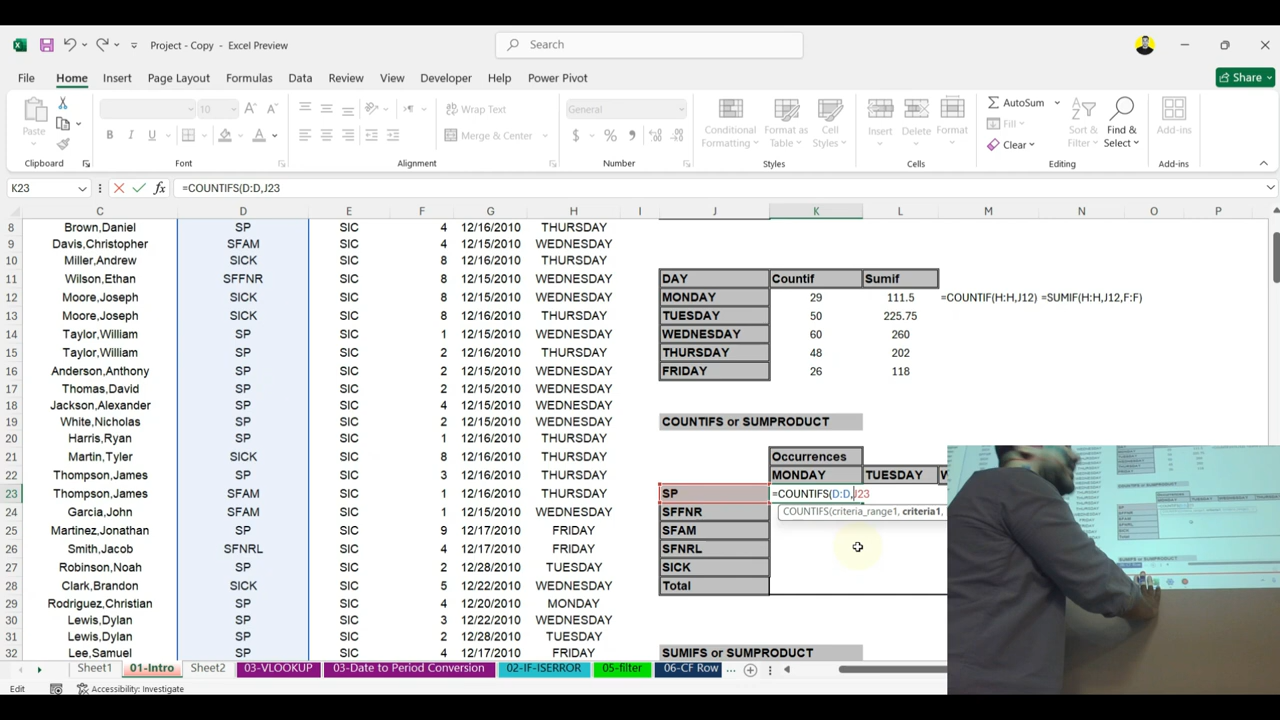 Project - Copy - Excel Preview
Search
File Home Insert Page Layout Formulas Data Review View Developer Help Power Pivot
Share
Paste
10
Wrap Text
Merge & Center
General
Conditional Formatting
Format as Table
Cell Styles
Insert
Delete
Format
AutoSum
Fill
Clear
Sort & Filter
Find & Select
Add-ins
Clipboard Font Alignment Number Styles Cells Editing Add-ins
K23 fx =COUNTIFS(D:D,J23
C D E F G H I J K L M N O P
8 Brown,Daniel SP SIC 4 12/16/2010 THURSDAY
9 Davis,Christopher SFAM SIC 4 12/15/2010 WEDNESDAY
10 Miller,Andrew SICK SIC 8 12/16/2010 THURSDAY
11 Wilson,Ethan SFFNR SIC 8 12/15/2010 WEDNESDAY DAY Countif Sumif
12 Moore,Joseph SICK SIC 8 12/15/2010 WEDNESDAY MONDAY 29 111.5 =COUNTIF(H:H,J12) =SUMIF(H:H,J12,F:F)
13 Moore,Joseph SICK SIC 8 12/16/2010 THURSDAY TUESDAY 50 225.75
14 Taylor,William SP SIC 1 12/15/2010 WEDNESDAY WEDNESDAY 60 260
15 Taylor,William SP SIC 2 12/16/2010 THURSDAY THURSDAY 48 202
16 Anderson,Anthony SP SIC 2 12/15/2010 WEDNESDAY FRIDAY 26 118
17 Thomas,David SP SIC 2 12/15/2010 WEDNESDAY
18 Jackson,Alexander SP SIC 4 12/15/2010 WEDNESDAY
19 White,Nicholas SP SIC 2 12/15/2010 WEDNESDAY COUNTIFS or SUMPRODUCT
20 Harris,Ryan SP SIC 1 12/16/2010 THURSDAY
21 Martin,Tyler SICK SIC 8 12/16/2010 THURSDAY Occurrences
22 Thompson,James SP SIC 3 12/16/2010 THURSDAY MONDAY TUESDAY W
23 Thompson,James SFAM SIC 1 12/16/2010 THURSDAY SP =COUNTIFS(D:D,J23
24 Garcia,John SFAM SIC 1 12/15/2010 WEDNESDAY SFFNR COUNTIFS(criteria_range1, criteria1,
25 Martinez,Jonathan SP SIC 9 12/17/2010 FRIDAY SFAM
26 Smith,Jacob SFNRL SIC 4 12/17/2010 FRIDAY SFNRL
27 Robinson,Noah SP SIC 2 12/28/2010 TUESDAY SICK
28 Clark,Brandon SICK SIC 5 12/22/2010 WEDNESDAY Total
29 Rodriguez,Christian SP SIC 4 12/20/2010 MONDAY
30 Lewis,Dylan SP SIC 3 12/22/2010 WEDNESDAY
31 Lewis,Dylan SP SIC 2 12/28/2010 TUESDAY
32 Lee,Samuel SP SIC 4 12/17/2010 FRIDAY SUMIFS or SUMPRODUCT
Sheet1 01-Intro Sheet2 03-VLOOKUP 03-Date to Period Conversion 02-IF-ISERROR 05-filter 06-CF Row ...
Edit Accessibility: Investigate